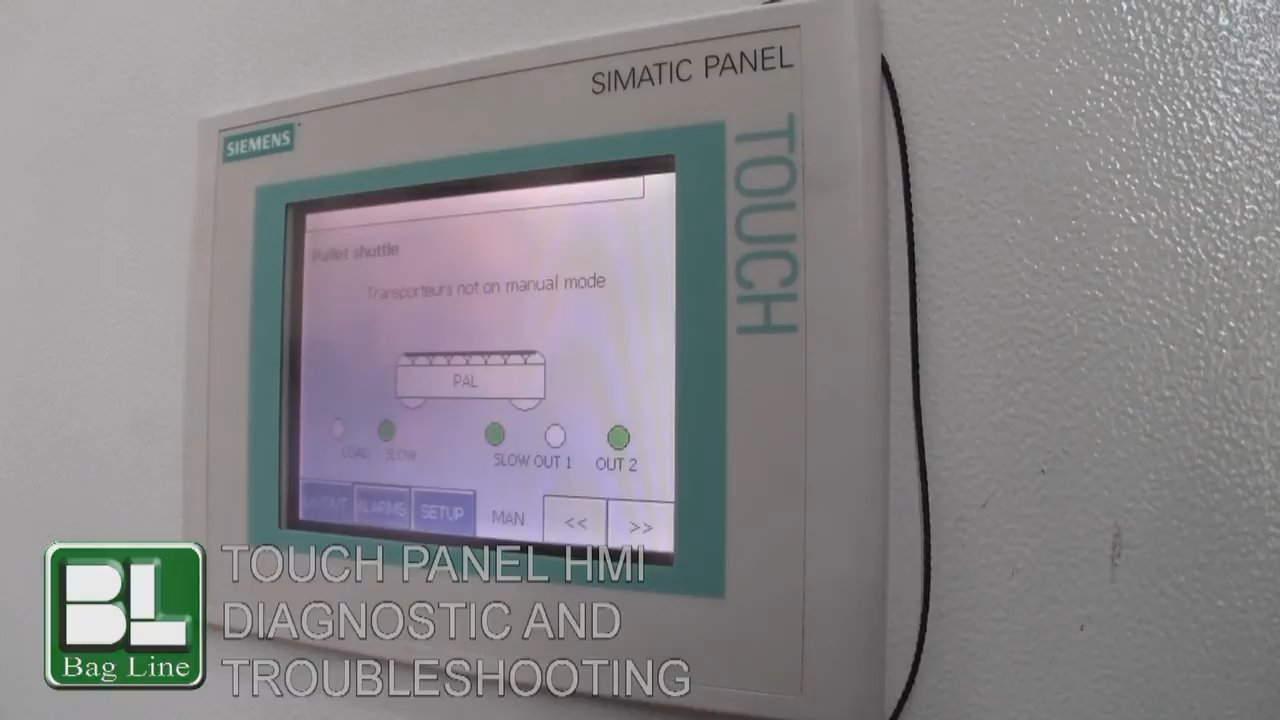 SIMATIC PANEL
SIEMENS
TOUCH
Pallet shuttle
Transporteurs not on manual mode
PAL
LOAD SLOW SLOW OUT 1 OUT 2
LAYOUT ALARMS SETUP MAN << >>
BL
Bag Line
TOUCH PANEL HMI
DIAGNOSTIC AND
TROUBLESHOOTING